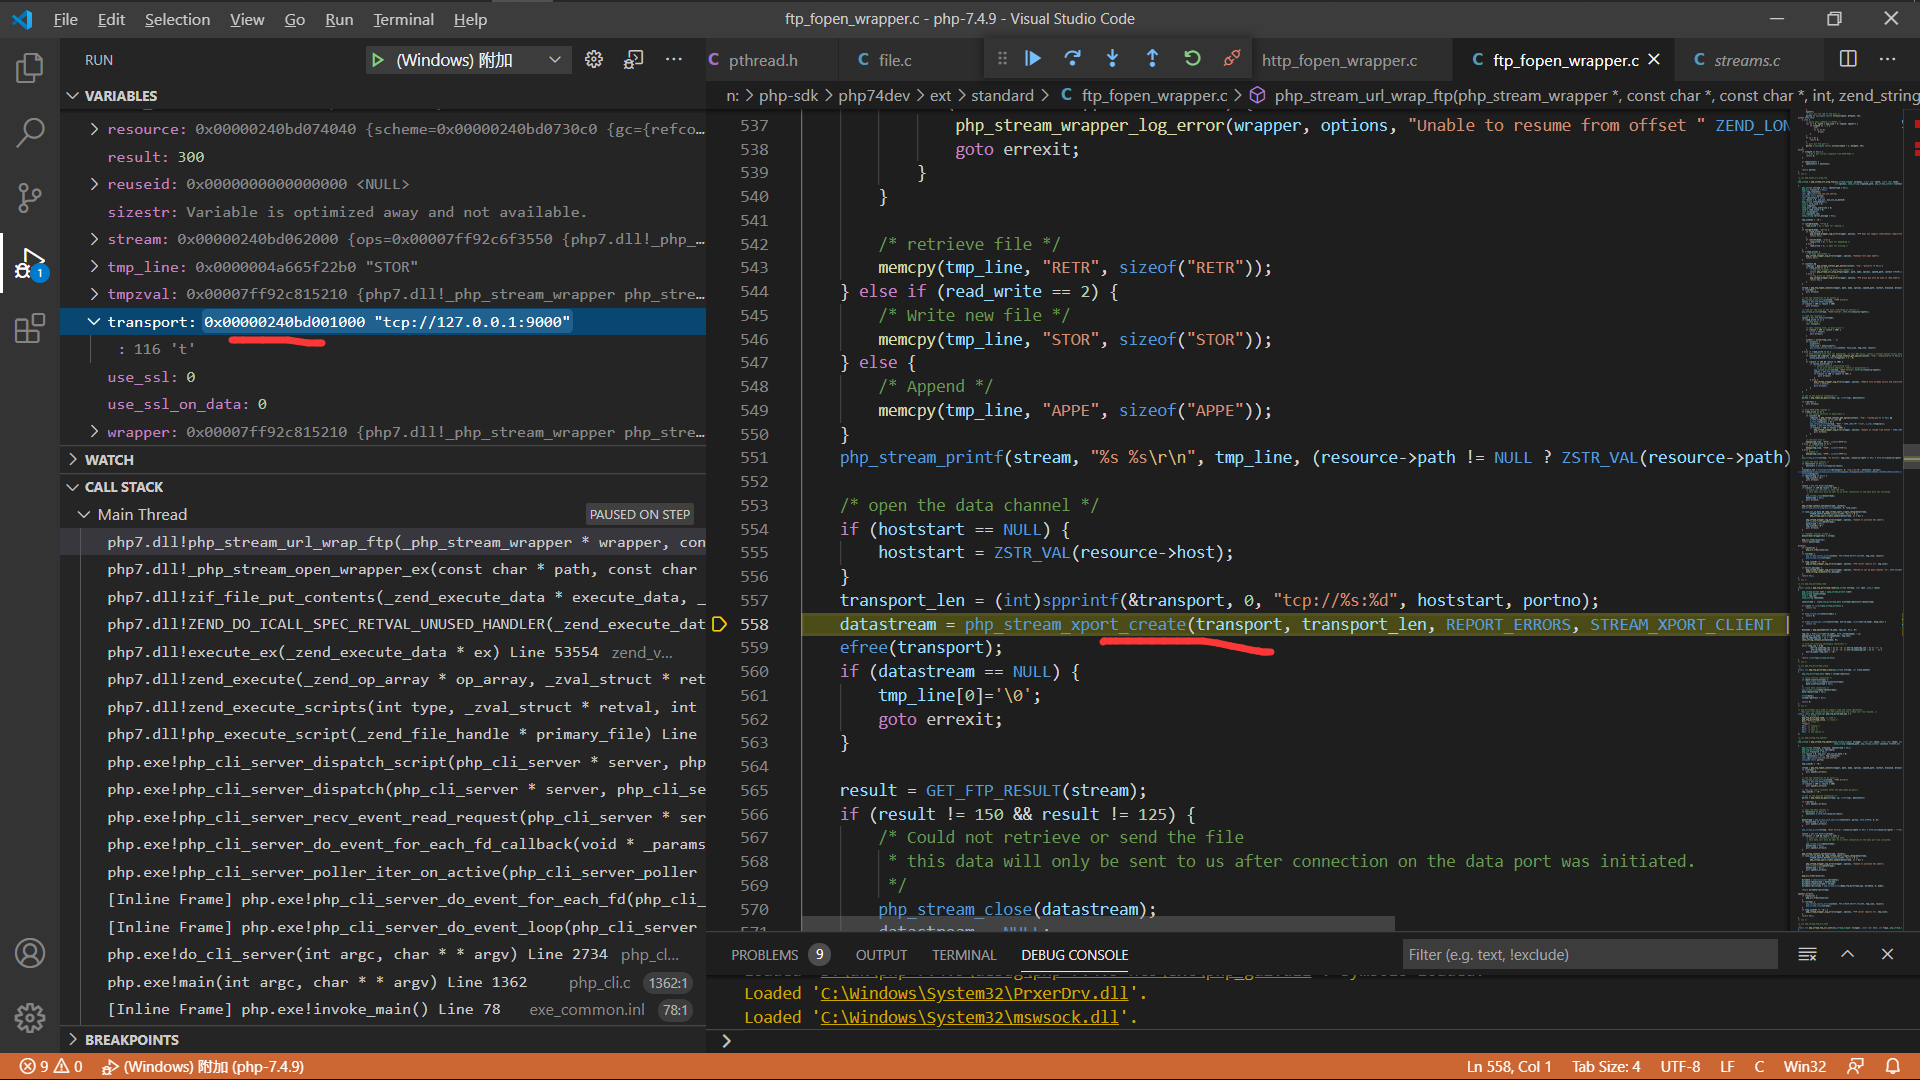 File Edit Selection View Go Run Terminal Help
ftp_fopen_wrapper.c - php-7.4.9 - Visual Studio Code
RUN
(Windows) 附加
pthread.h
file.c
http_fopen_wrapper.c
ftp_fopen_wrapper.c
streams.c
VARIABLES
n: > php-sdk > php74dev > ext > standard > C ftp_fopen_wrapper.c > php_stream_url_wrap_ftp(php_stream_wrapper *, const char *, const char *, int, zend_string
resource: 0x00000240bd074040 {scheme=0x00000240bd0730c0 {gc={refco...
result: 300
reuseid: 0x0000000000000000 <NULL>
sizestr: Variable is optimized away and not available.
stream: 0x00000240bd062000 {ops=0x00007ff92c6f3550 {php7.dll!_php_...
tmp_line: 0x0000004a665f22b0 "STOR"
tmpzval: 0x00007ff92c815210 {php7.dll!_php_stream_wrapper php_stre...
transport: 0x00000240bd001000 "tcp://127.0.0.1:9000"
: 116 't'
use_ssl: 0
use_ssl_on_data: 0
wrapper: 0x00007ff92c815210 {php7.dll!_php_stream_wrapper php_stre...
WATCH
CALL STACK
Main Thread
PAUSED ON STEP
php7.dll!php_stream_url_wrap_ftp(_php_stream_wrapper * wrapper, con
php7.dll!_php_stream_open_wrapper_ex(const char * path, const char
php7.dll!zif_file_put_contents(_zend_execute_data * execute_data, _
php7.dll!ZEND_DO_ICALL_SPEC_RETVAL_UNUSED_HANDLER(_zend_execute_dat
php7.dll!execute_ex(_zend_execute_data * ex) Line 53554 zend_v...
php7.dll!zend_execute(_zend_op_array * op_array, _zval_struct * ret
php7.dll!zend_execute_scripts(int type, _zval_struct * retval, int
php7.dll!php_execute_script(_zend_file_handle * primary_file) Line
php.exe!php_cli_server_dispatch_script(php_cli_server * server, php
php.exe!php_cli_server_dispatch(php_cli_server * server, php_cli_se
php.exe!php_cli_server_recv_event_read_request(php_cli_server * ser
php.exe!php_cli_server_do_event_for_each_fd_callback(void * _params
php.exe!php_cli_server_poller_iter_on_active(php_cli_server_poller
[Inline Frame] php.exe!php_cli_server_do_event_for_each_fd(php_cli_
[Inline Frame] php.exe!php_cli_server_do_event_loop(php_cli_server
php.exe!do_cli_server(int argc, char * * argv) Line 2734 php_cl...
php.exe!main(int argc, char * * argv) Line 1362 php_cli.c 1362:1
[Inline Frame] php.exe!invoke_main() Line 78 exe_common.inl 78:1
BREAKPOINTS
537 php_stream_wrapper_log_error(wrapper, options, "Unable to resume from offset " ZEND_LON
538 goto errexit;
539 }
540 }
541
542 /* retrieve file */
543 memcpy(tmp_line, "RETR", sizeof("RETR"));
544 } else if (read_write == 2) {
545 /* Write new file */
546 memcpy(tmp_line, "STOR", sizeof("STOR"));
547 } else {
548 /* Append */
549 memcpy(tmp_line, "APPE", sizeof("APPE"));
550 }
551 php_stream_printf(stream, "%s %s\r\n", tmp_line, (resource->path != NULL ? ZSTR_VAL(resource->path)
552
553 /* open the data channel */
554 if (hoststart == NULL) {
555 hoststart = ZSTR_VAL(resource->host);
556 }
557 transport_len = (int)spprintf(&transport, 0, "tcp://%s:%d", hoststart, portno);
558 datastream = php_stream_xport_create(transport, transport_len, REPORT_ERRORS, STREAM_XPORT_CLIENT |
559 efree(transport);
560 if (datastream == NULL) {
561 tmp_line[0]='\0';
562 goto errexit;
563 }
564
565 result = GET_FTP_RESULT(stream);
566 if (result != 150 && result != 125) {
567 /* Could not retrieve or send the file
568 * this data will only be sent to us after connection on the data port was initiated.
569 */
570 php_stream_close(datastream);
PROBLEMS 9 OUTPUT TERMINAL DEBUG CONSOLE
Filter (e.g. text, !exclude)
Loaded 'C:\Windows\System32\PrxerDrv.dll'.
Loaded 'C:\Windows\System32\mswsock.dll'.
9 0 (Windows) 附加 (php-7.4.9)
Ln 558, Col 1 Tab Size: 4 UTF-8 LF C Win32